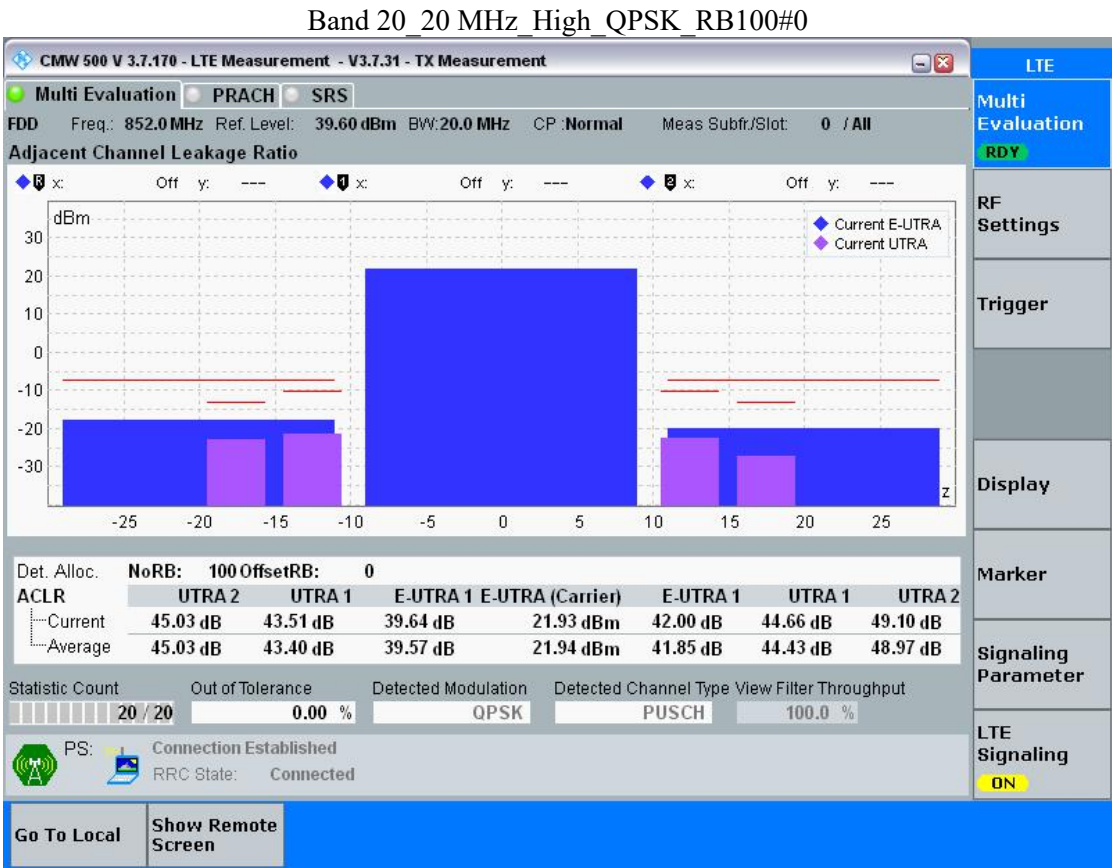 Band 20_20 MHz_High_QPSK_RB100#0
CMW 500 V 3.7.170 - LTE Measurement - V3.7.31 - TX Measurement
LTE
Multi Evaluation PRACH SRS
Multi Evaluation
RDY
FDD Freq.: 852.0 MHz Ref. Level: 39.60 dBm BW:20.0 MHz CP :Normal Meas Subfr./Slot: 0 / All
Adjacent Channel Leakage Ratio
R x: Off y: --- 1 x: Off y: --- 2 x: Off y: ---
dBm
Current E-UTRA
Current UTRA
30
20
10
0
-10
-20
-30
z
-25 -20 -15 -10 -5 0 5 10 15 20 25
RF Settings
Trigger
Display
Marker
Signaling Parameter
LTE Signaling
ON
Det. Alloc. NoRB: 100 OffsetRB: 0
ACLR UTRA 2 UTRA 1 E-UTRA 1 E-UTRA (Carrier) E-UTRA 1 UTRA 1 UTRA 2
Current 45.03 dB 43.51 dB 39.64 dB 21.93 dBm 42.00 dB 44.66 dB 49.10 dB
Average 45.03 dB 43.40 dB 39.57 dB 21.94 dBm 41.85 dB 44.43 dB 48.97 dB
Statistic Count Out of Tolerance Detected Modulation Detected Channel Type View Filter Throughput
20 / 20 0.00 % QPSK PUSCH 100.0 %
PS: Connection Established
RRC State: Connected
Go To Local
Show Remote Screen